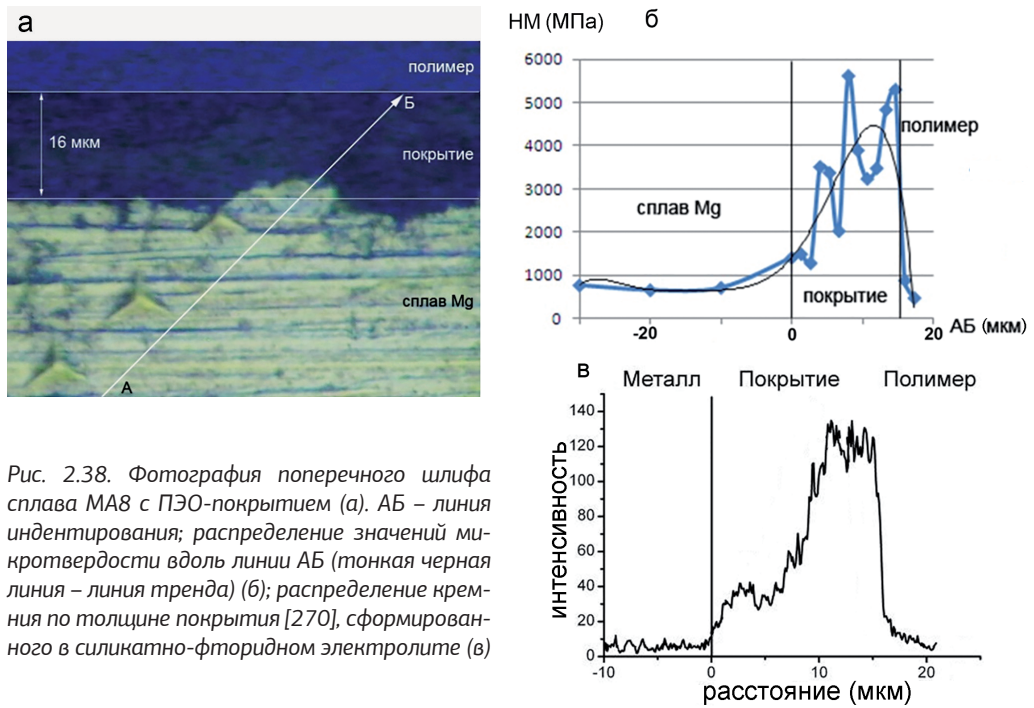 а
полимер
Б
16 мкм
покрытие
сплав Mg
А
НМ (МПа)
б
6000
5000
4000
3000
2000
1000
0
полимер
сплав Mg
покрытие
-20
0
20
АБ (мкм)
в
Металл
Покрытие
Полимер
140
120
100
80
60
40
20
0
интенсивность
-10
0
10
20
расстояние (мкм)
Рис. 2.38. Фотография поперечного шлифа
сплава МА8 с ПЭО-покрытием (а). АБ – линия
индентирования; распределение значений ми-
кротвердости вдоль линии АБ (тонкая черная
линия – линия тренда) (б); распределение крем-
ния по толщине покрытия [270], сформирован-
ного в силикатно-фторидном электролите (в)